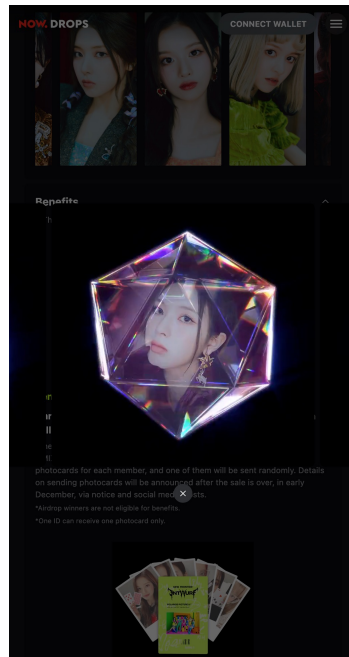 NOW. DROPS
CONNECT WALLET
Benefits
photocards for each member, and one of them will be sent randomly. Details
on sending photocards will be announced after the sale is over, in early
December, via notice and social med ists.
*Airdrop winners are not eligible for benefits.
*One ID can receive one photocard only.